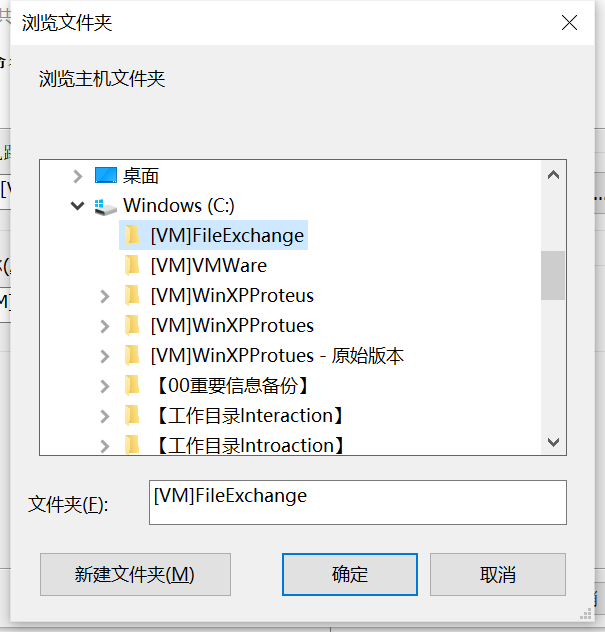 浏览文件夹
浏览主机文件夹
桌面
Windows (C:)
[VM]FileExchange
[VM]VMWare
[VM]WinXPProteus
[VM]WinXPProtues
[VM]WinXPProtues - 原始版本
【00重要信息备份】
【工作目录Interaction】
【工作目录Introaction】
文件夹(F):
[VM]FileExchange
新建文件夹(M)
确定
取消